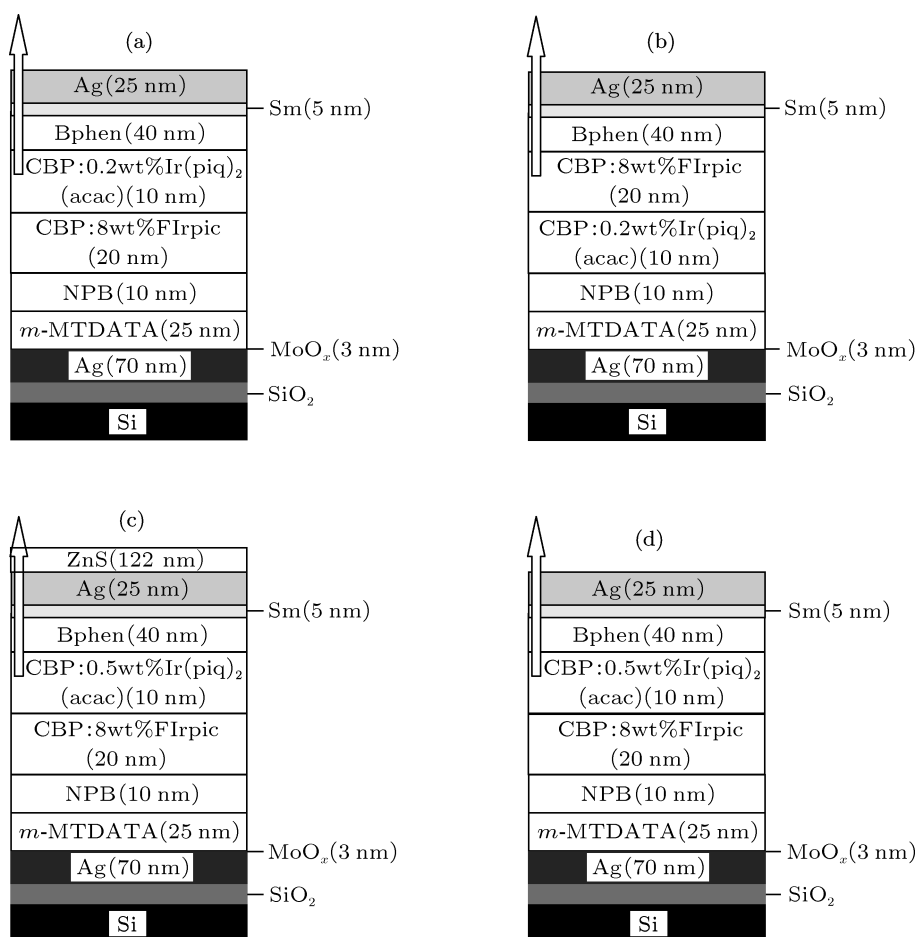 (a)
Ag(25 nm)
Sm(5 nm)
Bphen(40 nm)
CBP:0.2wt%Ir(piq)₂
(acac)(10 nm)
CBP:8wt%FIrpic
(20 nm)
NPB(10 nm)
m-MTDATA(25 nm)
MoOₓ(3 nm)
Ag(70 nm)
SiO₂
Si
(b)
Ag(25 nm)
Sm(5 nm)
Bphen(40 nm)
CBP:8wt%FIrpic
(20 nm)
CBP:0.2wt%Ir(piq)₂
(acac)(10 nm)
NPB(10 nm)
m-MTDATA(25 nm)
MoOₓ(3 nm)
Ag(70 nm)
SiO₂
Si
(c)
ZnS(122 nm)
Ag(25 nm)
Sm(5 nm)
Bphen(40 nm)
CBP:0.5wt%Ir(piq)₂
(acac)(10 nm)
CBP:8wt%FIrpic
(20 nm)
NPB(10 nm)
m-MTDATA(25 nm)
MoOₓ(3 nm)
Ag(70 nm)
SiO₂
Si
(d)
Ag(25 nm)
Sm(5 nm)
Bphen(40 nm)
CBP:0.5wt%Ir(piq)₂
(acac)(10 nm)
CBP:8wt%FIrpic
(20 nm)
NPB(10 nm)
m-MTDATA(25 nm)
MoOₓ(3 nm)
Ag(70 nm)
SiO₂
Si